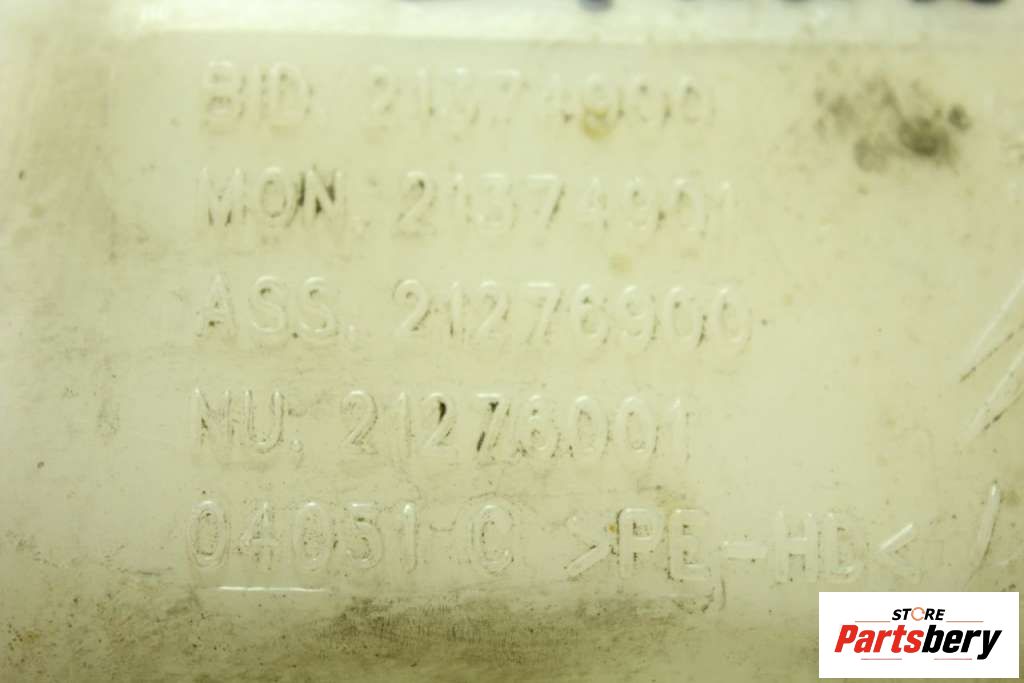 BID. 21374900
MON. 21374901
ASS. 21276900
NU. 21276001
04051 C >PE-HD<
STORE
Partsbery